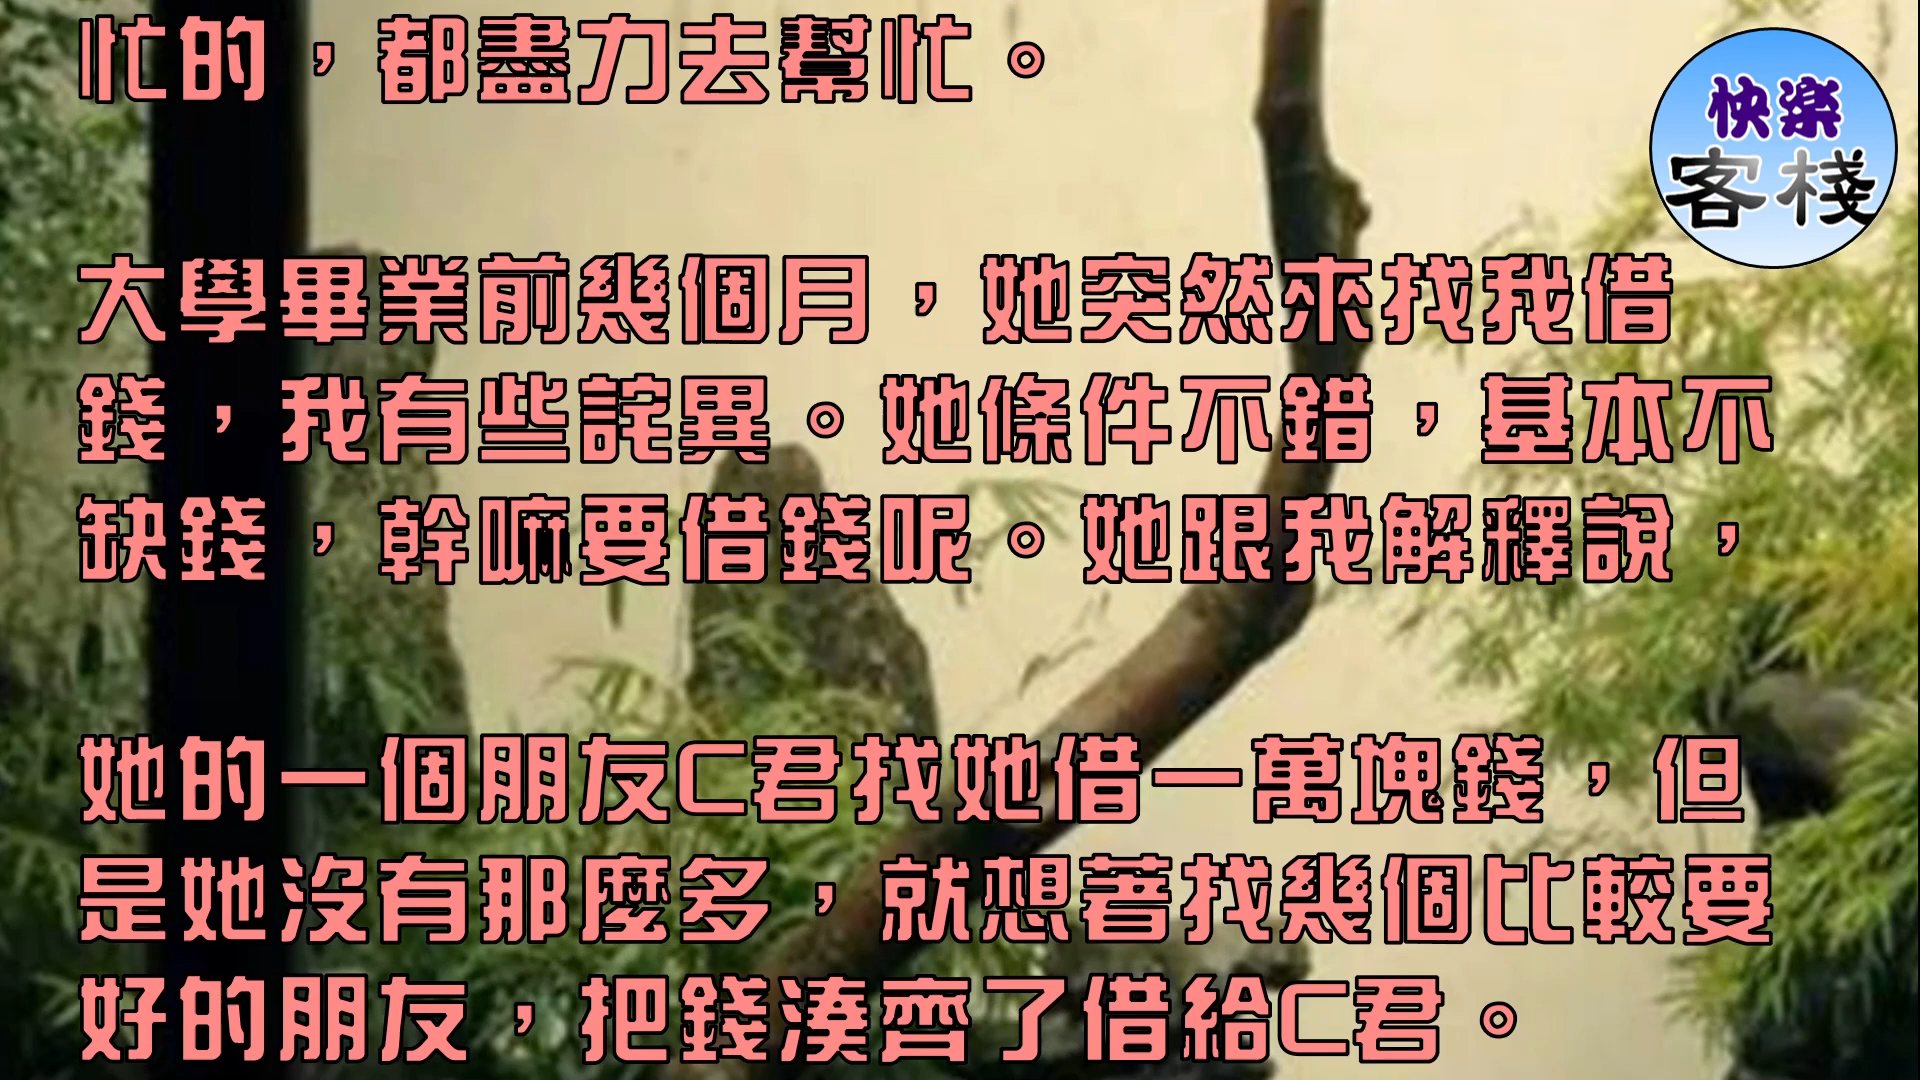 忙的，都盡力去幫忙。
快樂
客棧
大學畢業前幾個月，她突然來找我借
錢，我有些詫異。她條件不錯，基本不
缺錢，幹嘛要借錢呢。她跟我解釋說，
她的一個朋友C君找她借一萬塊錢，但
是她沒有那麼多，就想著找幾個比較要
好的朋友，把錢湊齊了借給C君。